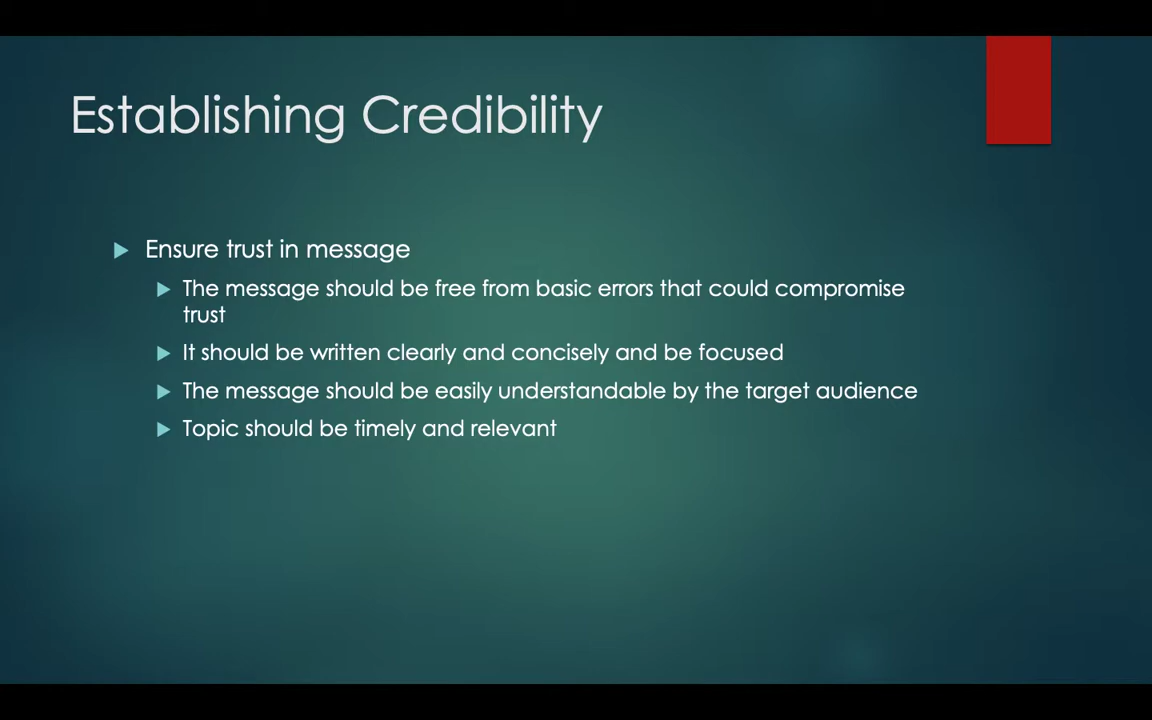 Establishing Credibility
Ensure trust in message
The message should be free from basic errors that could compromise
trust
It should be written clearly and concisely and be focused
The message should be easily understandable by the target audience
Topic should be timely and relevant